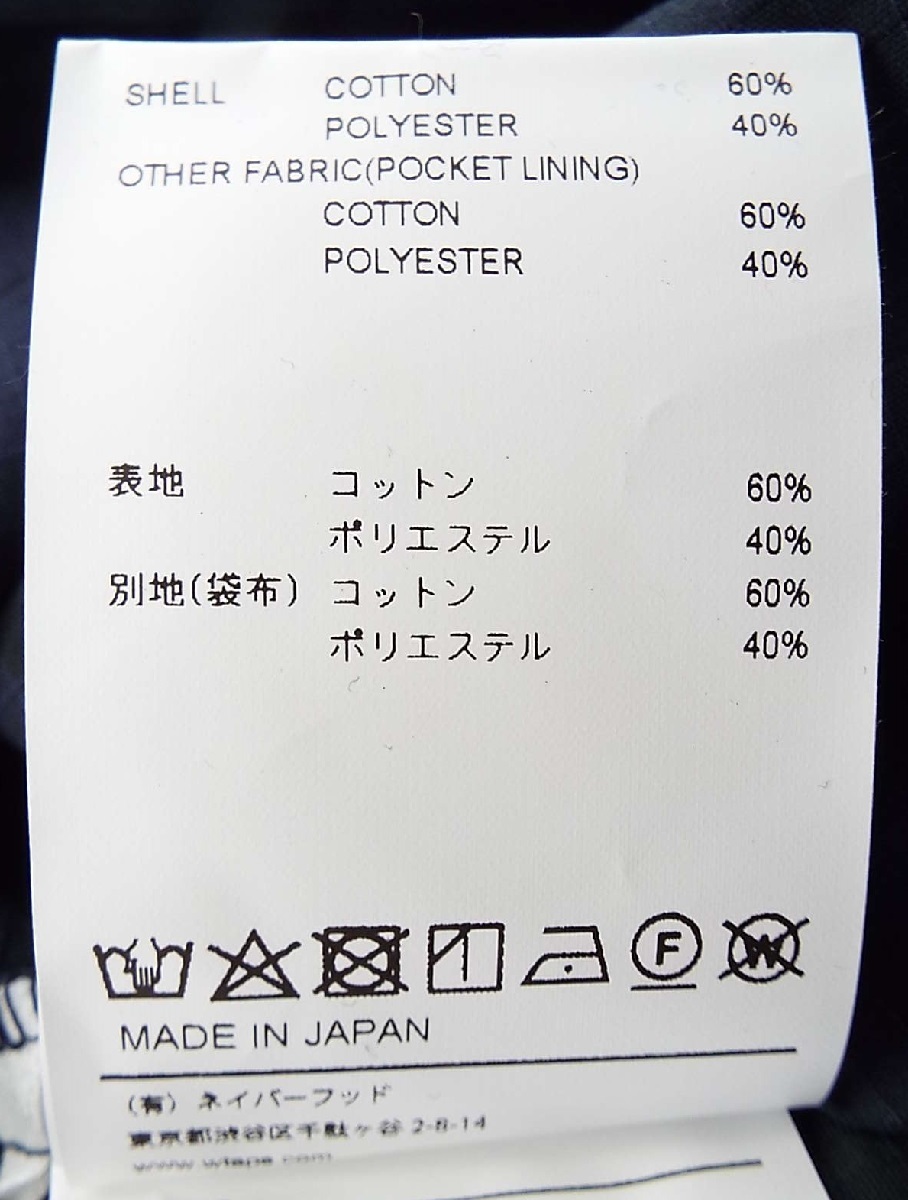 SHELL COTTON 60%
POLYESTER 40%
OTHER FABRIC(POCKET LINING)
COTTON 60%
POLYESTER 40%
表地 コットン 60%
ポリエステル 40%
別地(袋布) コットン 60%
ポリエステル 40%
F W
MADE IN JAPAN
(有) ネイバーフッド
東京都渋谷区千駄ヶ谷 2-8-14
www.wtaps.com